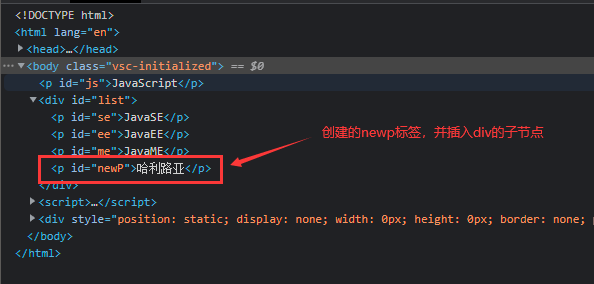 <!DOCTYPE html>
<html lang="en">
<head>…</head>
<body class="vsc-initialized"> == $0
<p id="js">JavaScript</p>
<div id="list">
<p id="se">JavaSE</p>
<p id="ee">JavaEE</p>
<p id="me">JavaME</p>
<p id="newP">哈利路亚</p>
</div>
<script>…</script>
<div style="position: static; display: none; width: 0px; height: 0px; border: none;
</body>
</html>
创建的newp标签，并插入div的子节点